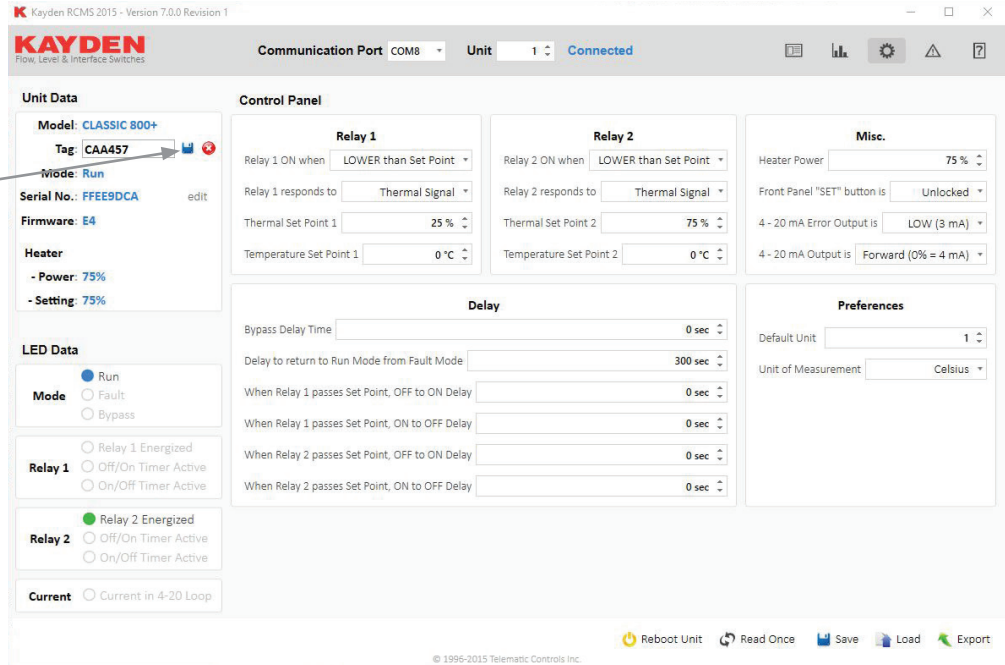 Kayden RCMS 2015 - Version 7.0.0 Revision 1
KAYDEN
Flow, Level & Interface Switches
Communication Port COM8 Unit 1 Connected
Unit Data
Model: CLASSIC 800+
Tag: CAA457
Mode: Run
Serial No.: FFEE9DCA edit
Firmware: E4
Heater
- Power: 75%
- Setting: 75%
LED Data
Mode
Run
Fault
Bypass
Relay 1
Relay 1 Energized
Off/On Timer Active
On/Off Timer Active
Relay 2
Relay 2 Energized
Off/On Timer Active
On/Off Timer Active
Current Current in 4-20 Loop
Control Panel
Relay 1
Relay 1 ON when LOWER than Set Point
Relay 1 responds to Thermal Signal
Thermal Set Point 1 25 %
Temperature Set Point 1 0 °C
Relay 2
Relay 2 ON when LOWER than Set Point
Relay 2 responds to Thermal Signal
Thermal Set Point 2 75 %
Temperature Set Point 2 0 °C
Misc.
Heater Power 75 %
Front Panel "SET" button is Unlocked
4 - 20 mA Error Output is LOW (3 mA)
4 - 20 mA Output is Forward (0% = 4 mA)
Delay
Bypass Delay Time 0 sec
Delay to return to Run Mode from Fault Mode 300 sec
When Relay 1 passes Set Point, OFF to ON Delay 0 sec
When Relay 1 passes Set Point, ON to OFF Delay 0 sec
When Relay 2 passes Set Point, OFF to ON Delay 0 sec
When Relay 2 passes Set Point, ON to OFF Delay 0 sec
Preferences
Default Unit 1
Unit of Measurement Celsius
Reboot Unit Read Once Save Load Export
© 1996-2015 Telematic Controls Inc.